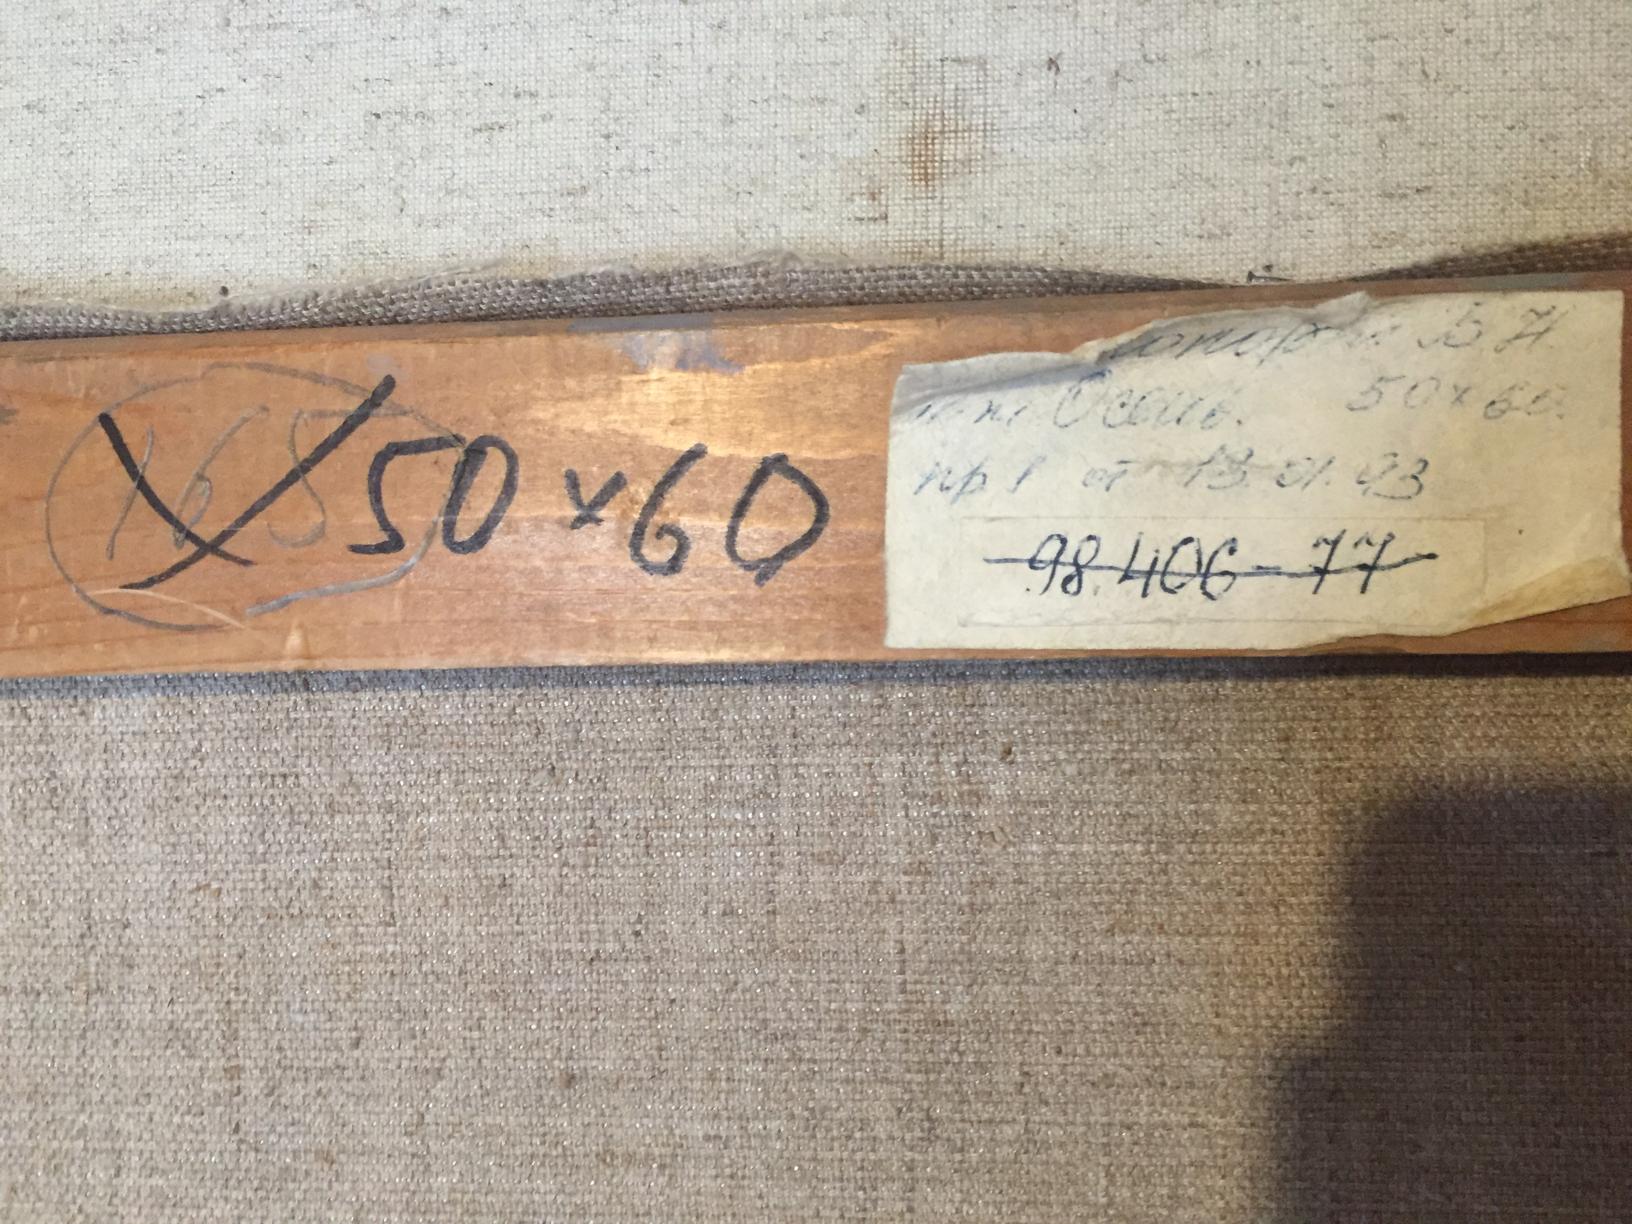 50×60
Б Н
Осень. 50×60
пр 1 от 13.01.93
98.406-77